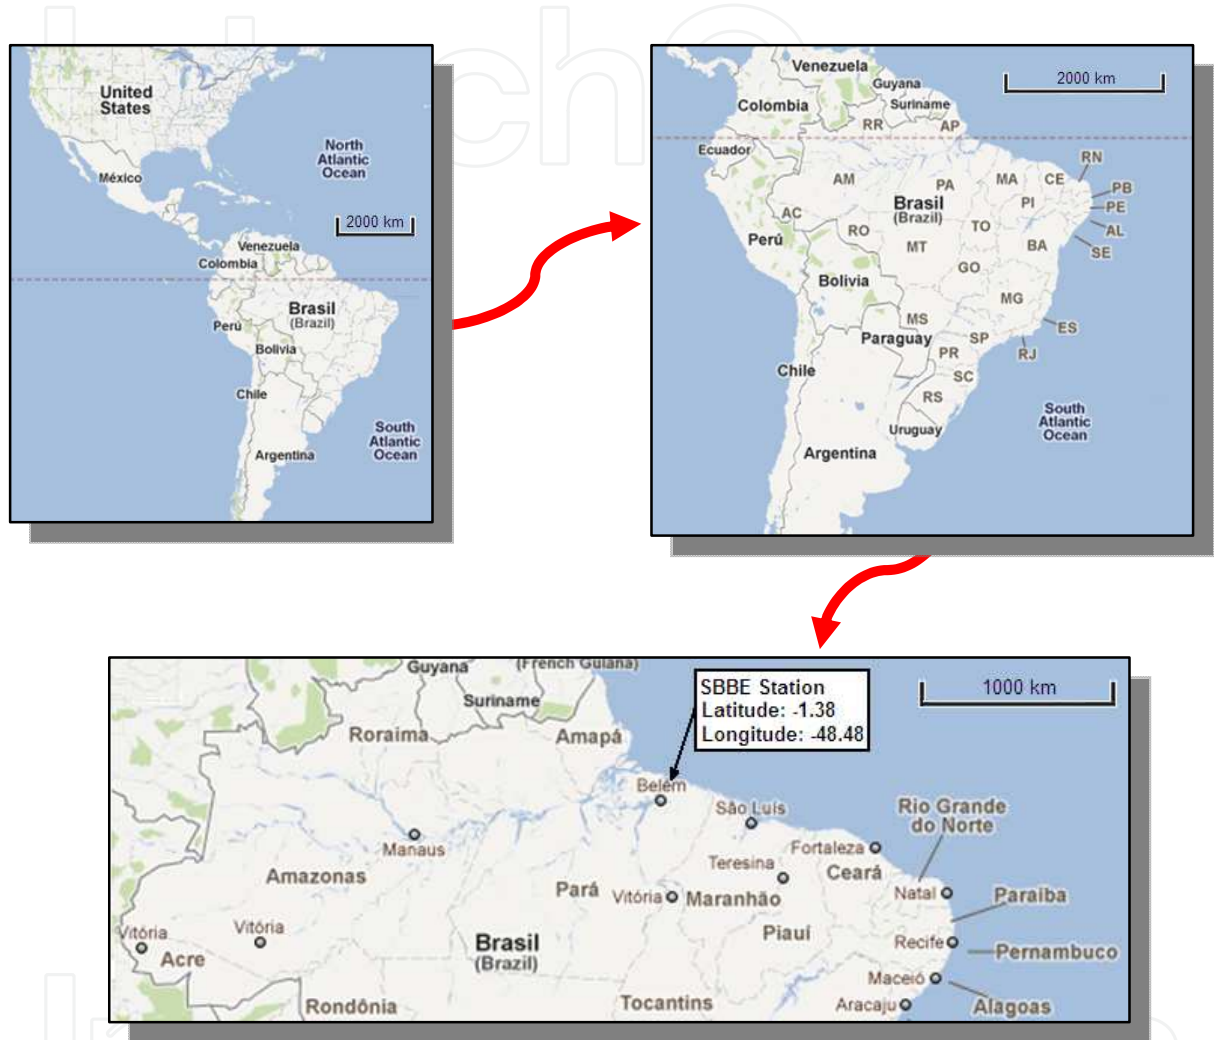 United
States
México
North
Atlantic
Ocean
2000 km
Venezuela
Colombia
Brasil
(Brazil)
Perú
Bolivia
Chile
Argentina
South
Atlantic
Ocean
2000 km
Venezuela
Guyana
Suriname
Colombia
RR
AP
Ecuador
RN
AM
PA
MA
CE
PB
Brasil
(Brazil)
PI
PE
AC
TO
AL
RO
Perú
MT
BA
SE
GO
Bolivia
MG
MS
ES
Paraguay
SP
RJ
PR
Chile
SC
RS
South
Atlantic
Ocean
Uruguay
Argentina
Guyana
(French Guiana)
Suriname
Roraima
Amapá
SBBE Station
Latitude: -1.38
Longitude: -48.48
1000 km
Belém
São Luís
Rio Grande
do Norte
Manaus
Fortaleza
Teresina
Ceará
Amazonas
Pará
Vitória
Maranhão
Natal
Paraíba
Vitória
Vitória
Acre
Brasil
(Brazil)
Piauí
Recife
Pernambuco
Maceió
Rondônia
Tocantins
Aracaju
Alagoas